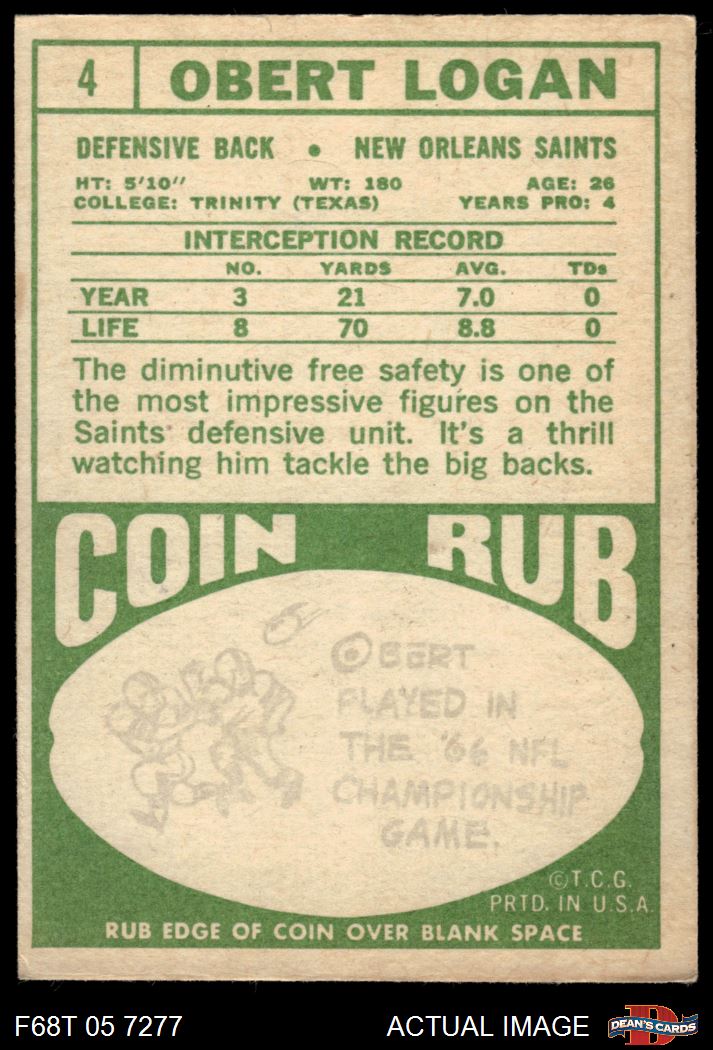 4 OBERT LOGAN
DEFENSIVE BACK • NEW ORLEANS SAINTS
HT: 5'10" WT: 180 AGE: 26
COLLEGE: TRINITY (TEXAS) YEARS PRO: 4
INTERCEPTION RECORD
NO. YARDS AVG. TDs
YEAR 3 21 7.0 0
LIFE 8 70 8.8 0
The diminutive free safety is one of
the most impressive figures on the
Saints' defensive unit. It's a thrill
watching him tackle the big backs.
COIN RUB
OBERT
PLAYED IN
THE '66 NFL
CHAMPIONSHIP
GAME.
©T.C.G.
PRTD. IN U.S.A.
RUB EDGE OF COIN OVER BLANK SPACE
F68T 05 7277 ACTUAL IMAGE D DEAN'S CARDS